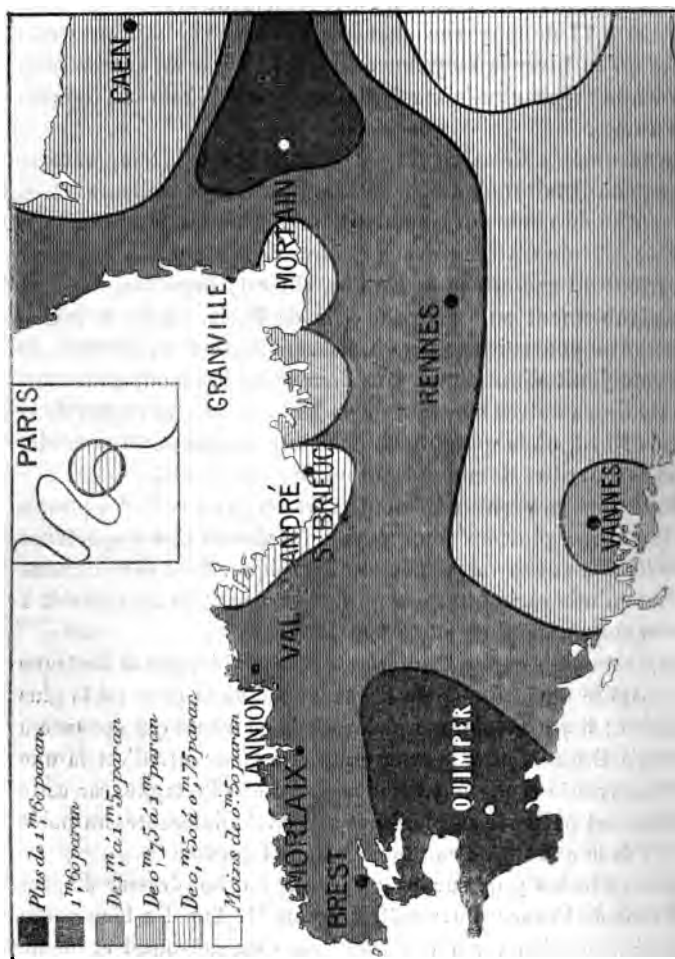 Plus de 1m60 par an
1m60 par an
De 1m à par an
De 0m75 à 1m par an
De 0m50 à 0m par an
Moins de 0m50 par an
PARIS
CAEN
GRANVILLE
MORTAIN
VAL ANDRÉ
ST BRIEUC
RENNES
LANNION
MORLAIX
BREST
QUIMPER
VANNES